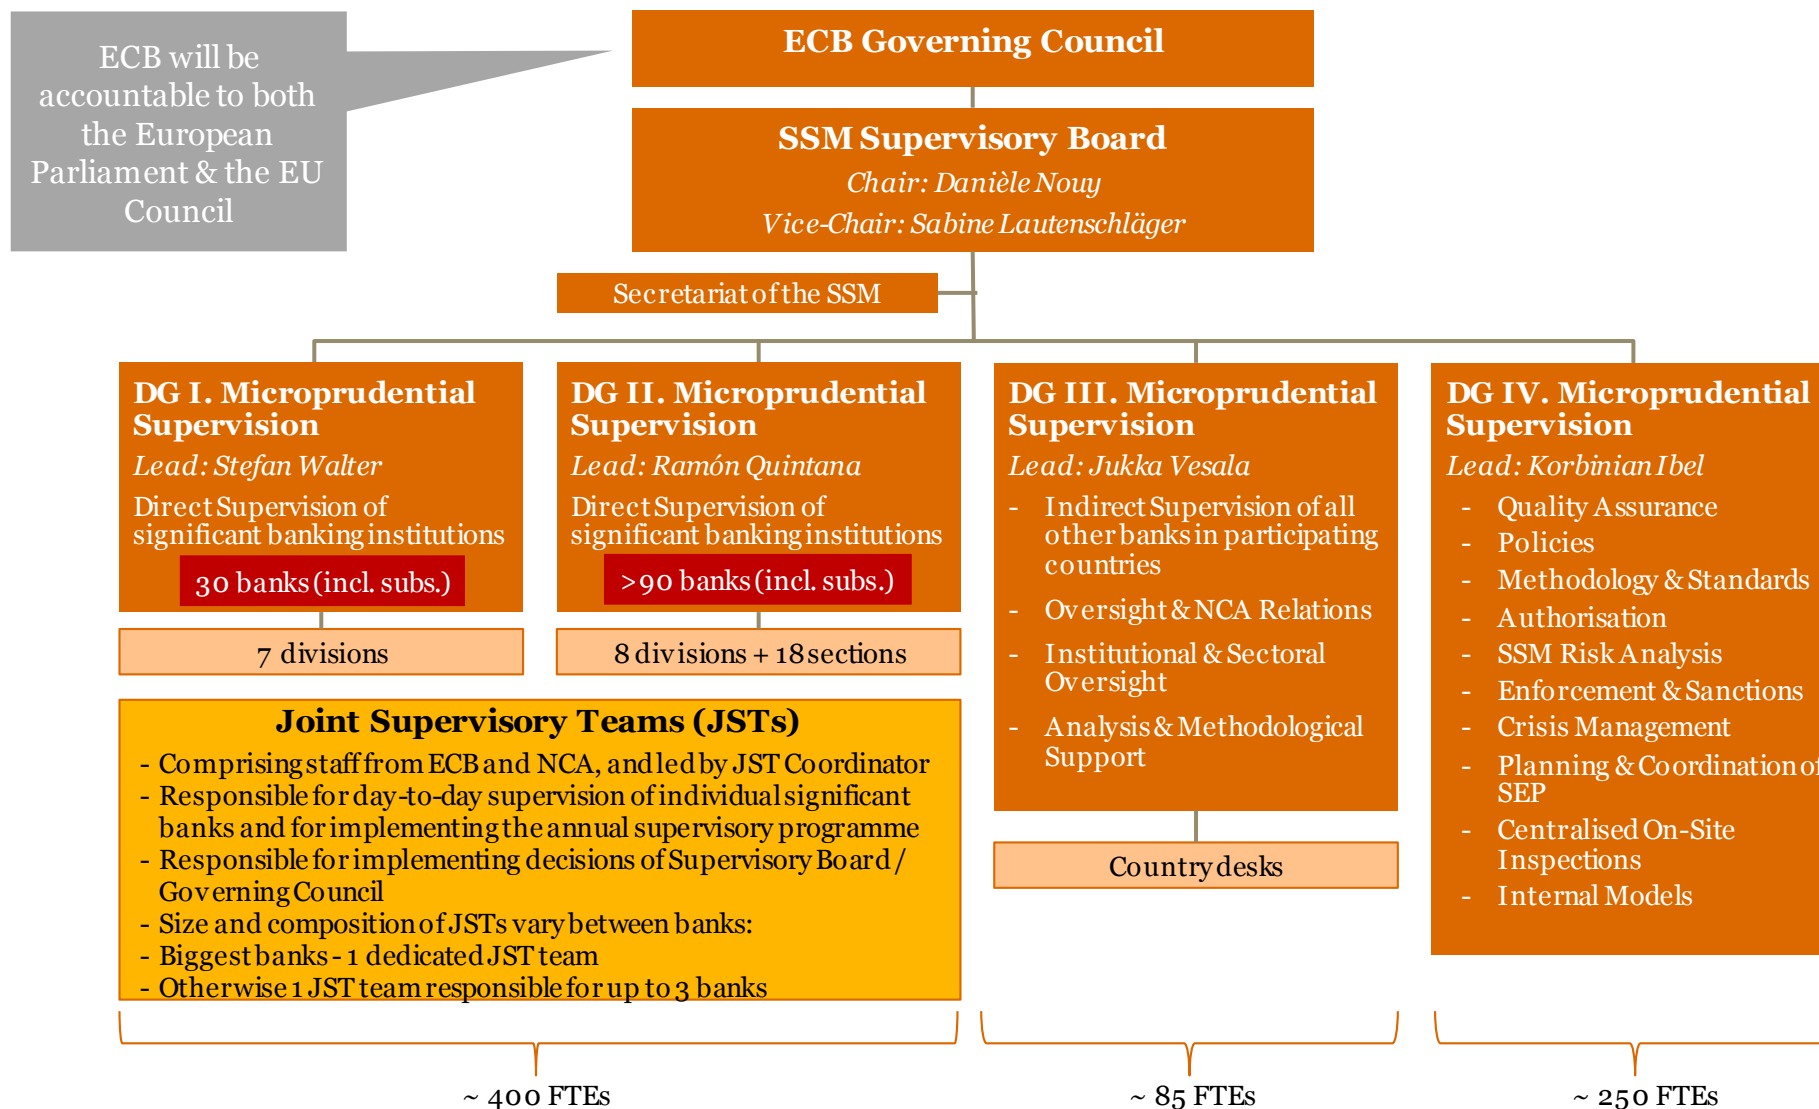 ECB will be
accountable to both
the European
Parliament & the EU
Council
ECB Governing Council
SSM Supervisory Board
Chair: Danièle Nouy
Vice-Chair: Sabine Lautenschläger
Secretariat of the SSM
DG I. Microprudential
Supervision
Lead: Stefan Walter
Direct Supervision of
significant banking institutions
30 banks (incl. subs.)
7 divisions
DG II. Microprudential
Supervision
Lead: Ramón Quintana
Direct Supervision of
significant banking institutions
>90 banks (incl. subs.)
8 divisions + 18 sections
Joint Supervisory Teams (JSTs)
- Comprising staff from ECB and NCA, and led by JST Coordinator
- Responsible for day-to-day supervision of individual significant
banks and for implementing the annual supervisory programme
- Responsible for implementing decisions of Supervisory Board /
Governing Council
- Size and composition of JSTs vary between banks:
- Biggest banks - 1 dedicated JST team
- Otherwise 1 JST team responsible for up to 3 banks
~ 400 FTEs
DG III. Microprudential
Supervision
Lead: Jukka Vesala
- Indirect Supervision of all
other banks in participating
countries
- Oversight & NCA Relations
- Institutional & Sectoral
Oversight
- Analysis & Methodological
Support
Country desks
~ 85 FTEs
DG IV. Microprudential
Supervision
Lead: Korbinian Ibel
- Quality Assurance
- Policies
- Methodology & Standards
- Authorisation
- SSM Risk Analysis
- Enforcement & Sanctions
- Crisis Management
- Planning & Coordination of
SEP
- Centralised On-Site
Inspections
- Internal Models
~ 250 FTEs